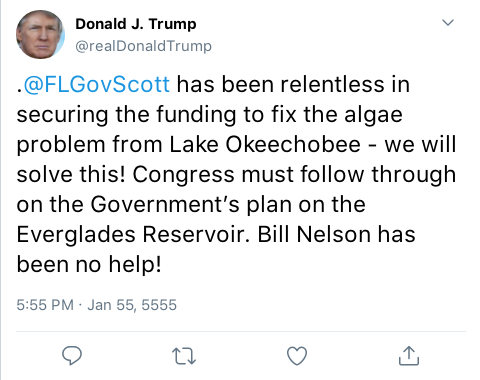 Donald J. Trump
@realDonaldTrump
.@FLGovScott has been relentless in
securing the funding to fix the algae
problem from Lake Okeechobee - we will
solve this! Congress must follow through
on the Government’s plan on the
Everglades Reservoir. Bill Nelson has
been no help!
5:55 PM · Jan 55, 5555